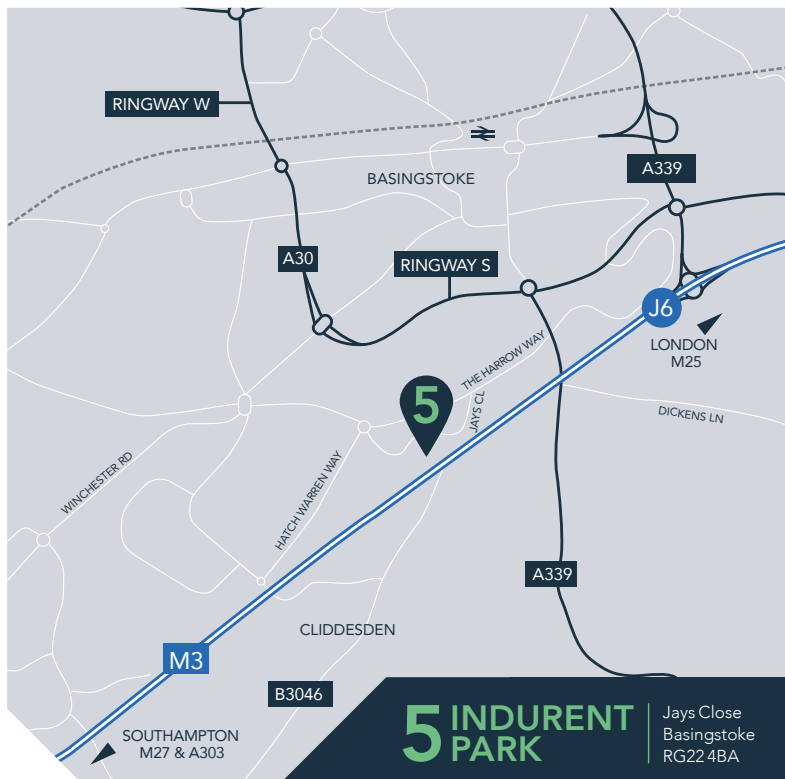 RINGWAY W
BASINGSTOKE
A339
A30
RINGWAY S
J6
LONDON
M25
THE HARROW WAY
JAYS CL
5
DICKENS LN
WINCHESTER RD
HATCH WARREN WAY
A339
CLIDDESDEN
M3
B3046
SOUTHAMPTON
M27 & A303
5 INDURENT
PARK
Jays Close
Basingstoke
RG22 4BA